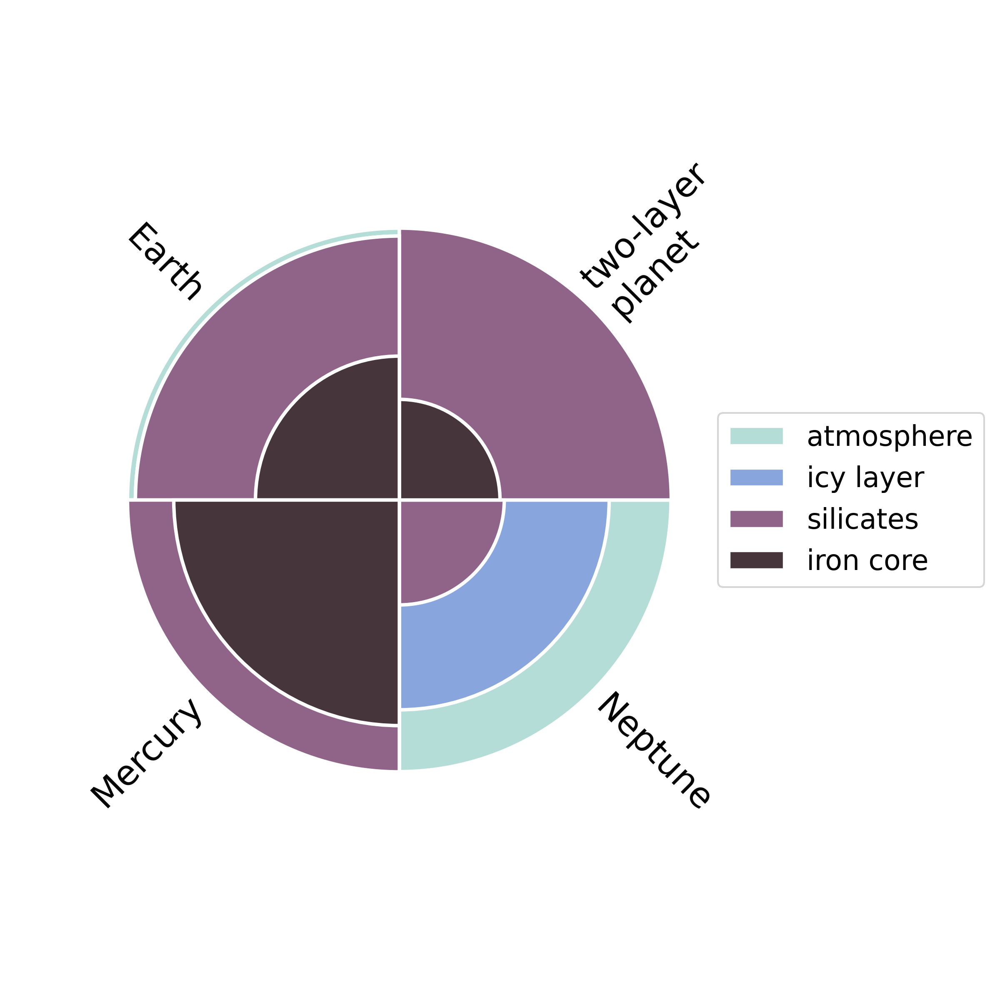 Earth
two-layer
planet
atmosphere
icy layer
silicates
iron core
Mercury
Neptune